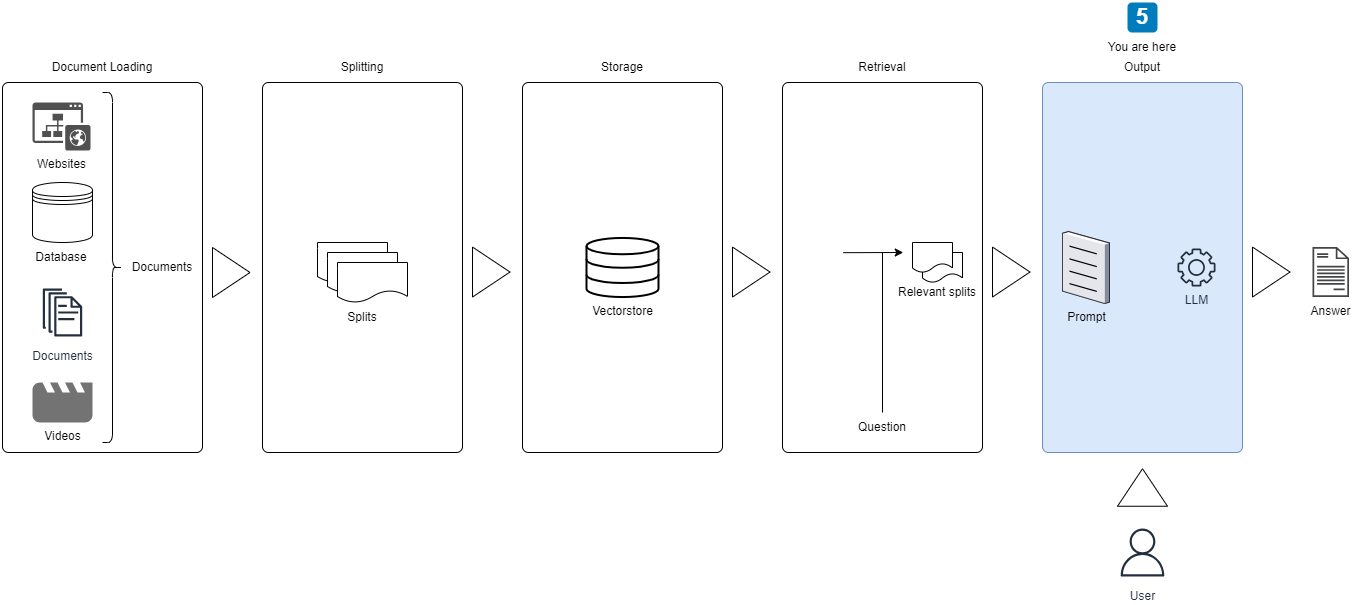 5
You are here
Document Loading
Splitting
Storage
Retrieval
Output
Websites
Database
Documents
Documents
Videos
Splits
Vectorstore
Relevant splits
Question
Prompt
LLM
Answer
User